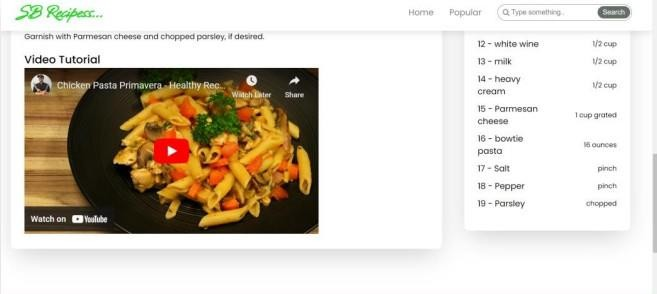 SB Recipess...
Home
Popular
Type something..
Search
Garnish with Parmesan cheese and chopped parsley, if desired.
Video Tutorial
Chicken Pasta Primavera - Healthy Rec...
Watch Later
Share
Watch on YouTube
12 - white wine 1/2 cup
13 - milk 1/2 cup
14 - heavy
cream 1/2 cup
15 - Parmesan
cheese 1 cup grated
16 - bowtie
pasta 16 ounces
17 - Salt pinch
18 - Pepper pinch
19 - Parsley chopped